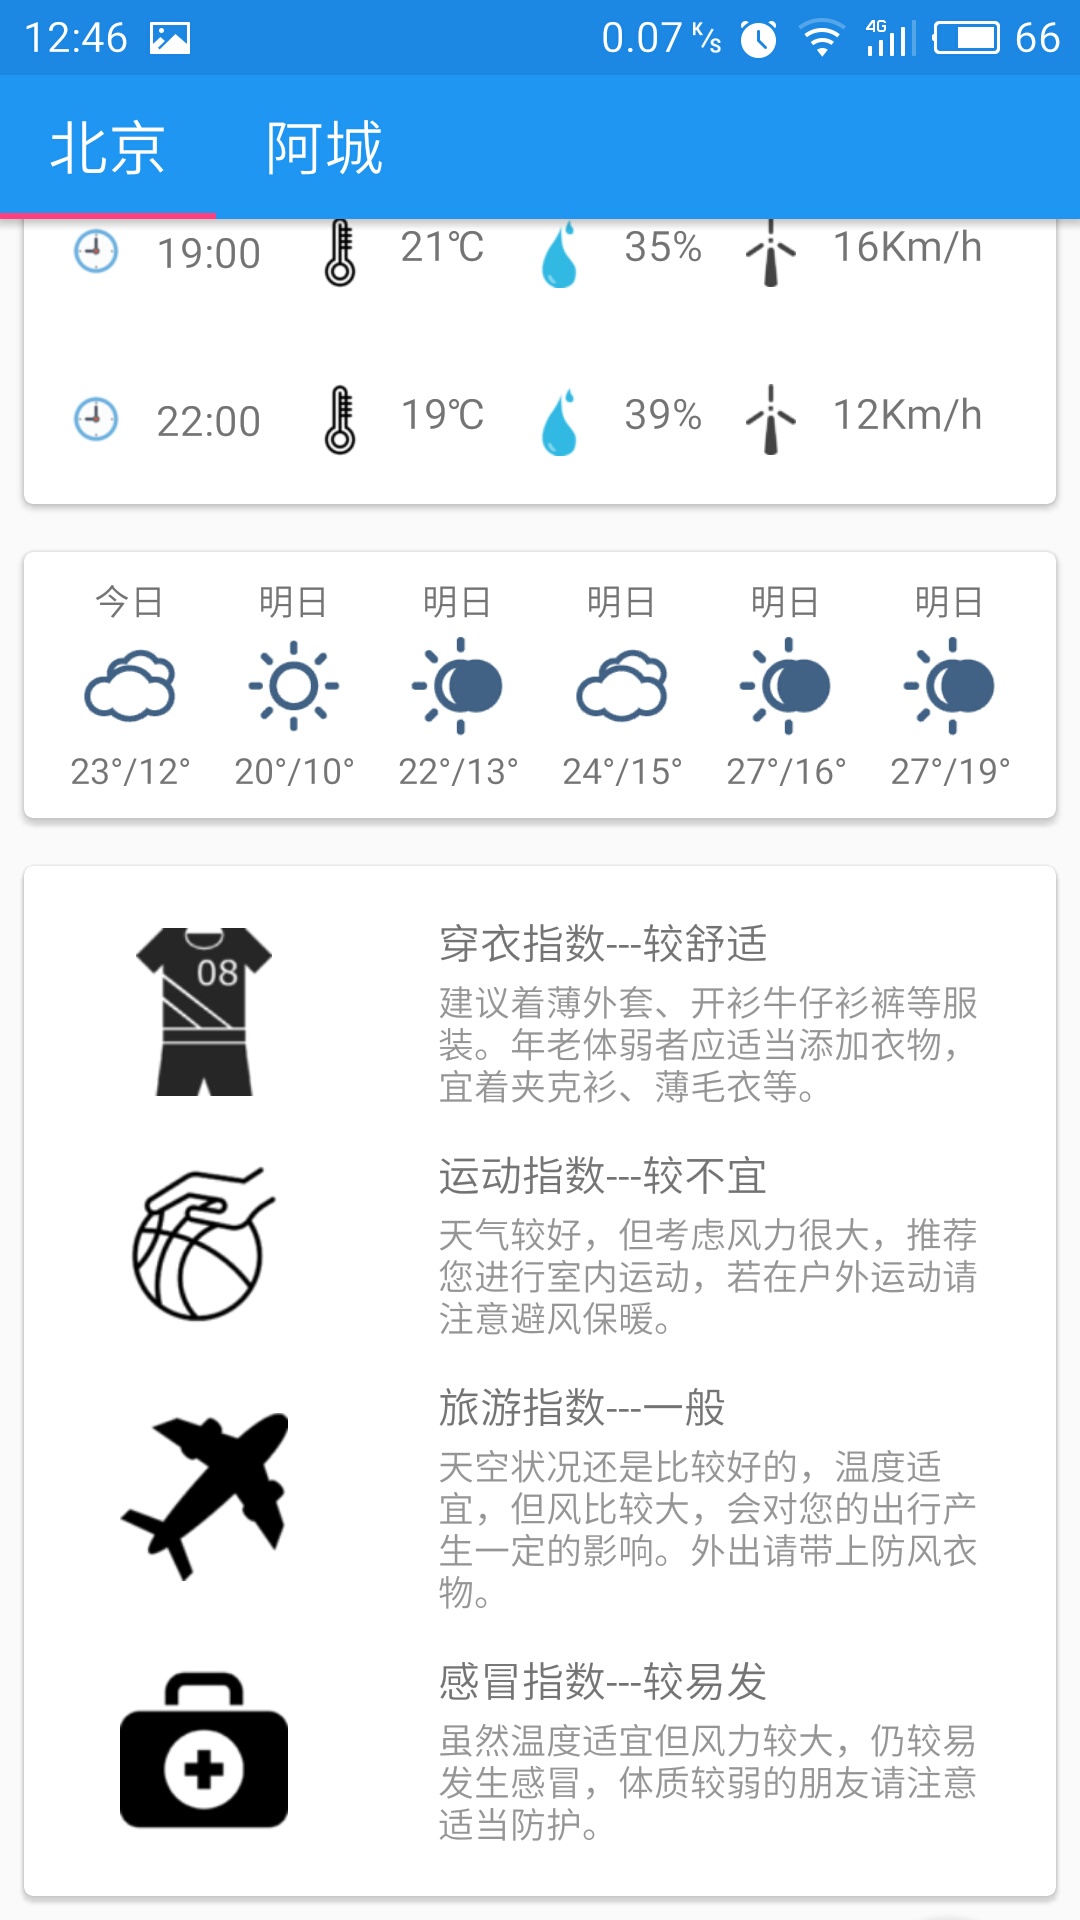 12:46 0.07 K/s 4G 66
北京 阿城
19:00 21℃ 35% 16Km/h
22:00 19℃ 39% 12Km/h
今日 明日 明日 明日 明日 明日
23°/12° 20°/10° 22°/13° 24°/15° 27°/16° 27°/19°
08
穿衣指数---较舒适
建议着薄外套、开衫牛仔衫裤等服
装。年老体弱者应适当添加衣物，
宜着夹克衫、薄毛衣等。
运动指数---较不宜
天气较好，但考虑风力很大，推荐
您进行室内运动，若在户外运动请
注意避风保暖。
旅游指数---一般
天空状况还是比较好的，温度适
宜，但风比较大，会对您的出行产
生一定的影响。外出请带上防风衣
物。
感冒指数---较易发
虽然温度适宜但风力较大，仍较易
发生感冒，体质较弱的朋友请注意
适当防护。